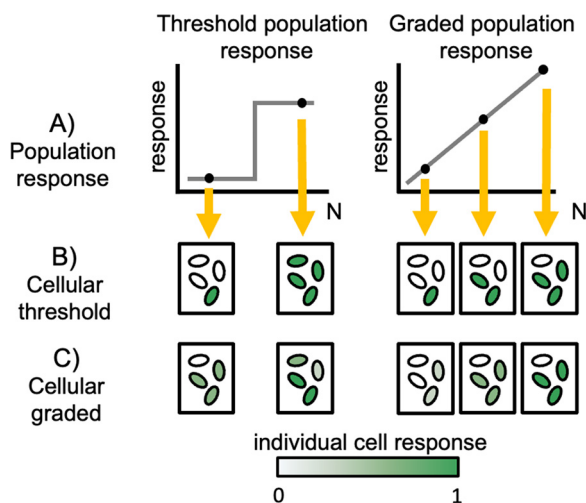 Threshold population
response
Graded population
response
A)
Population
response
response
N
response
N
B)
Cellular
threshold
C)
Cellular
graded
individual cell response
0
1